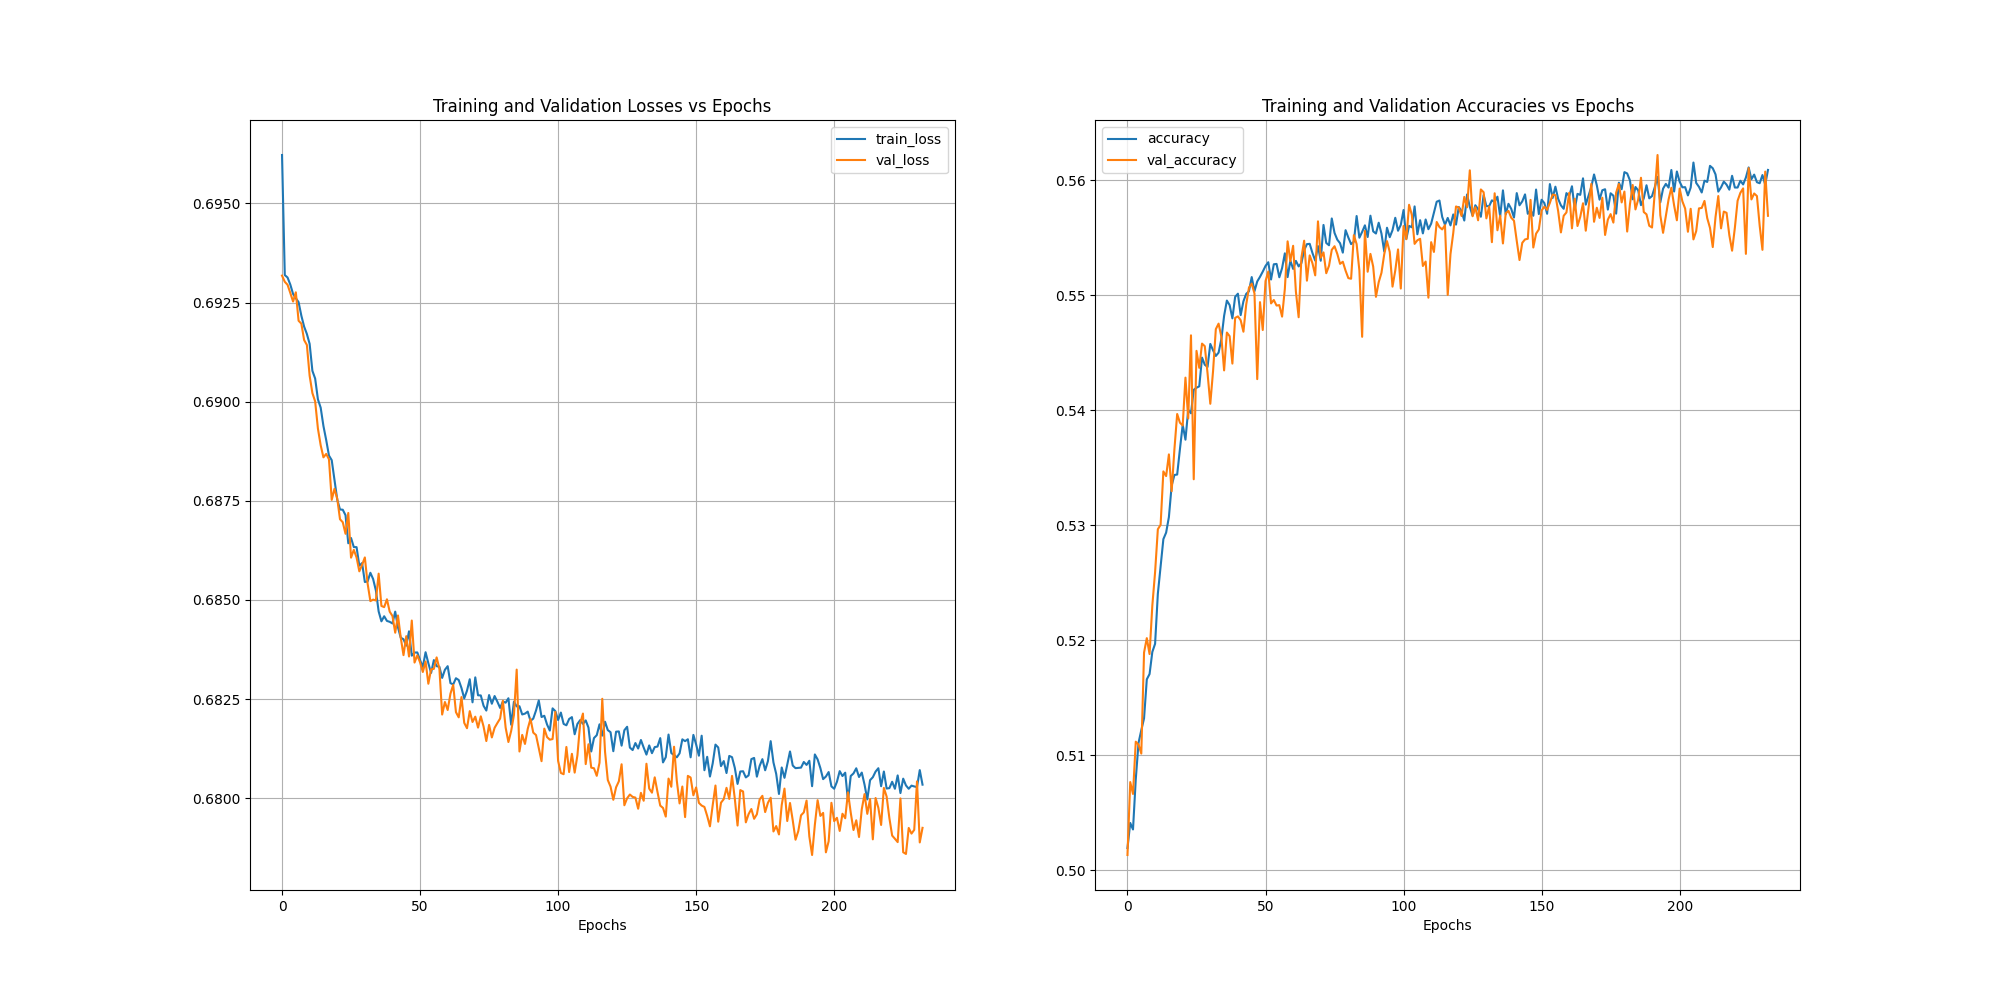 Training and Validation Losses vs Epochs
train_loss
val_loss
0.6950
0.6925
0.6900
0.6875
0.6850
0.6825
0.6800
0 50 100 150 200
Epochs
Training and Validation Accuracies vs Epochs
accuracy
val_accuracy
0.56
0.55
0.54
0.53
0.52
0.51
0.50
0 50 100 150 200
Epochs